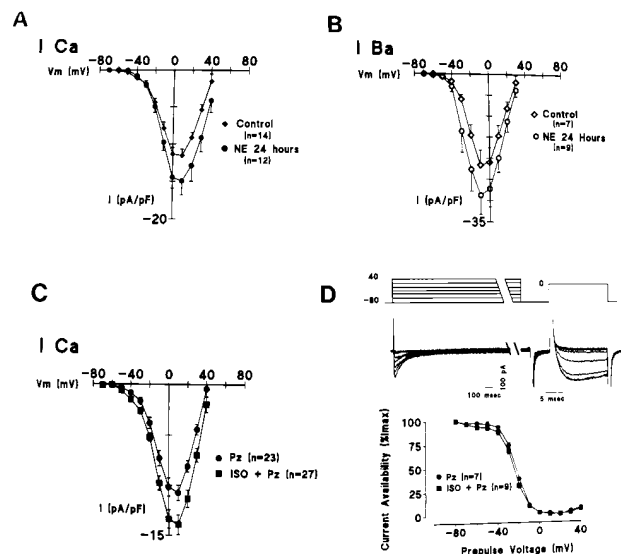 A
I Ca
-80 -40 0 40 80
Vm (mV)
Control
(n=14)
NE 24 hours
(n=12)
I (pA/pF)
-20
B
I Ba
-80 -40 0 40 80
Vm (mV)
Control
(n=7)
NE 24 Hours
(n=9)
I (pA/pF)
-35
C
I Ca
-80 -40 0 40 80
Vm (mV)
Pz (n=23)
ISO + Pz (n=27)
I (pA/pF)
-15
D
40
-80
0
100 msec
100 pA
5 msec
Current Availability (%Imax)
100
75
50
25
0
Pz (n=7)
ISO + Pz (n=9)
-80 -40 0 40
Prepulse Voltage (mV)